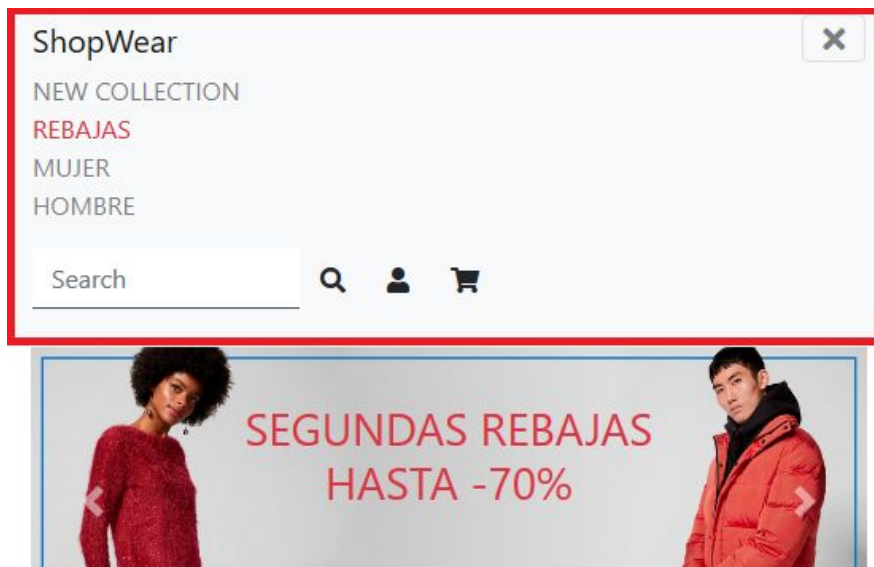 ShopWear
NEW COLLECTION
REBAJAS
MUJER
HOMBRE
Search
SEGUNDAS REBAJAS
HASTA -70%